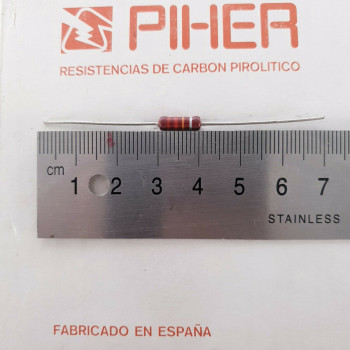 PIHER
RESISTENCIAS DE CARBON PIROLITICO
cm 1 2 3 4 5 6 7
STAINLESS
FABRICADO EN ESPAÑA